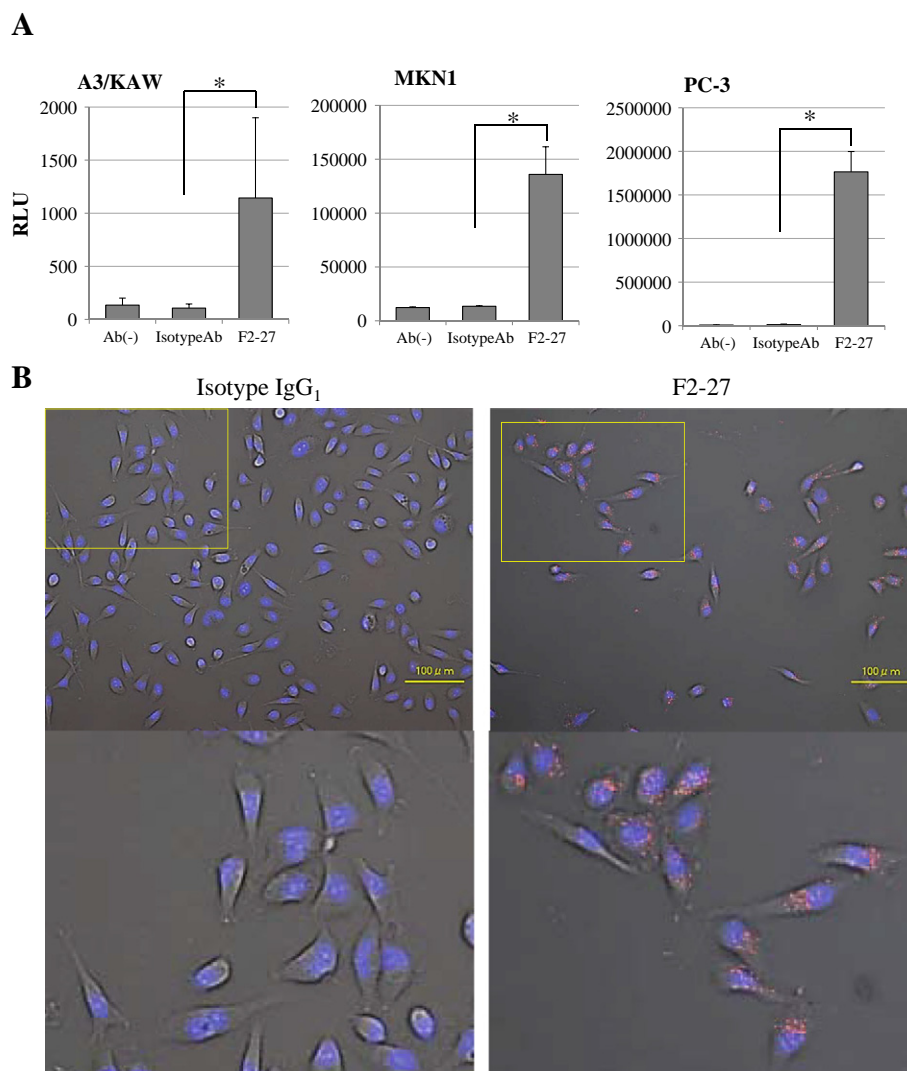 A
A3/KAW
MKN1
PC-3
RLU
2000
1500
1000
500
0
*
Ab(-) IsotypeAb F2-27
200000
150000
100000
50000
0
*
Ab(-) IsotypeAb F2-27
2500000
2000000
1500000
1000000
500000
0
*
Ab(-) IsotypeAb F2-27
B
Isotype IgG₁
F2-27
100 μm
100 μm